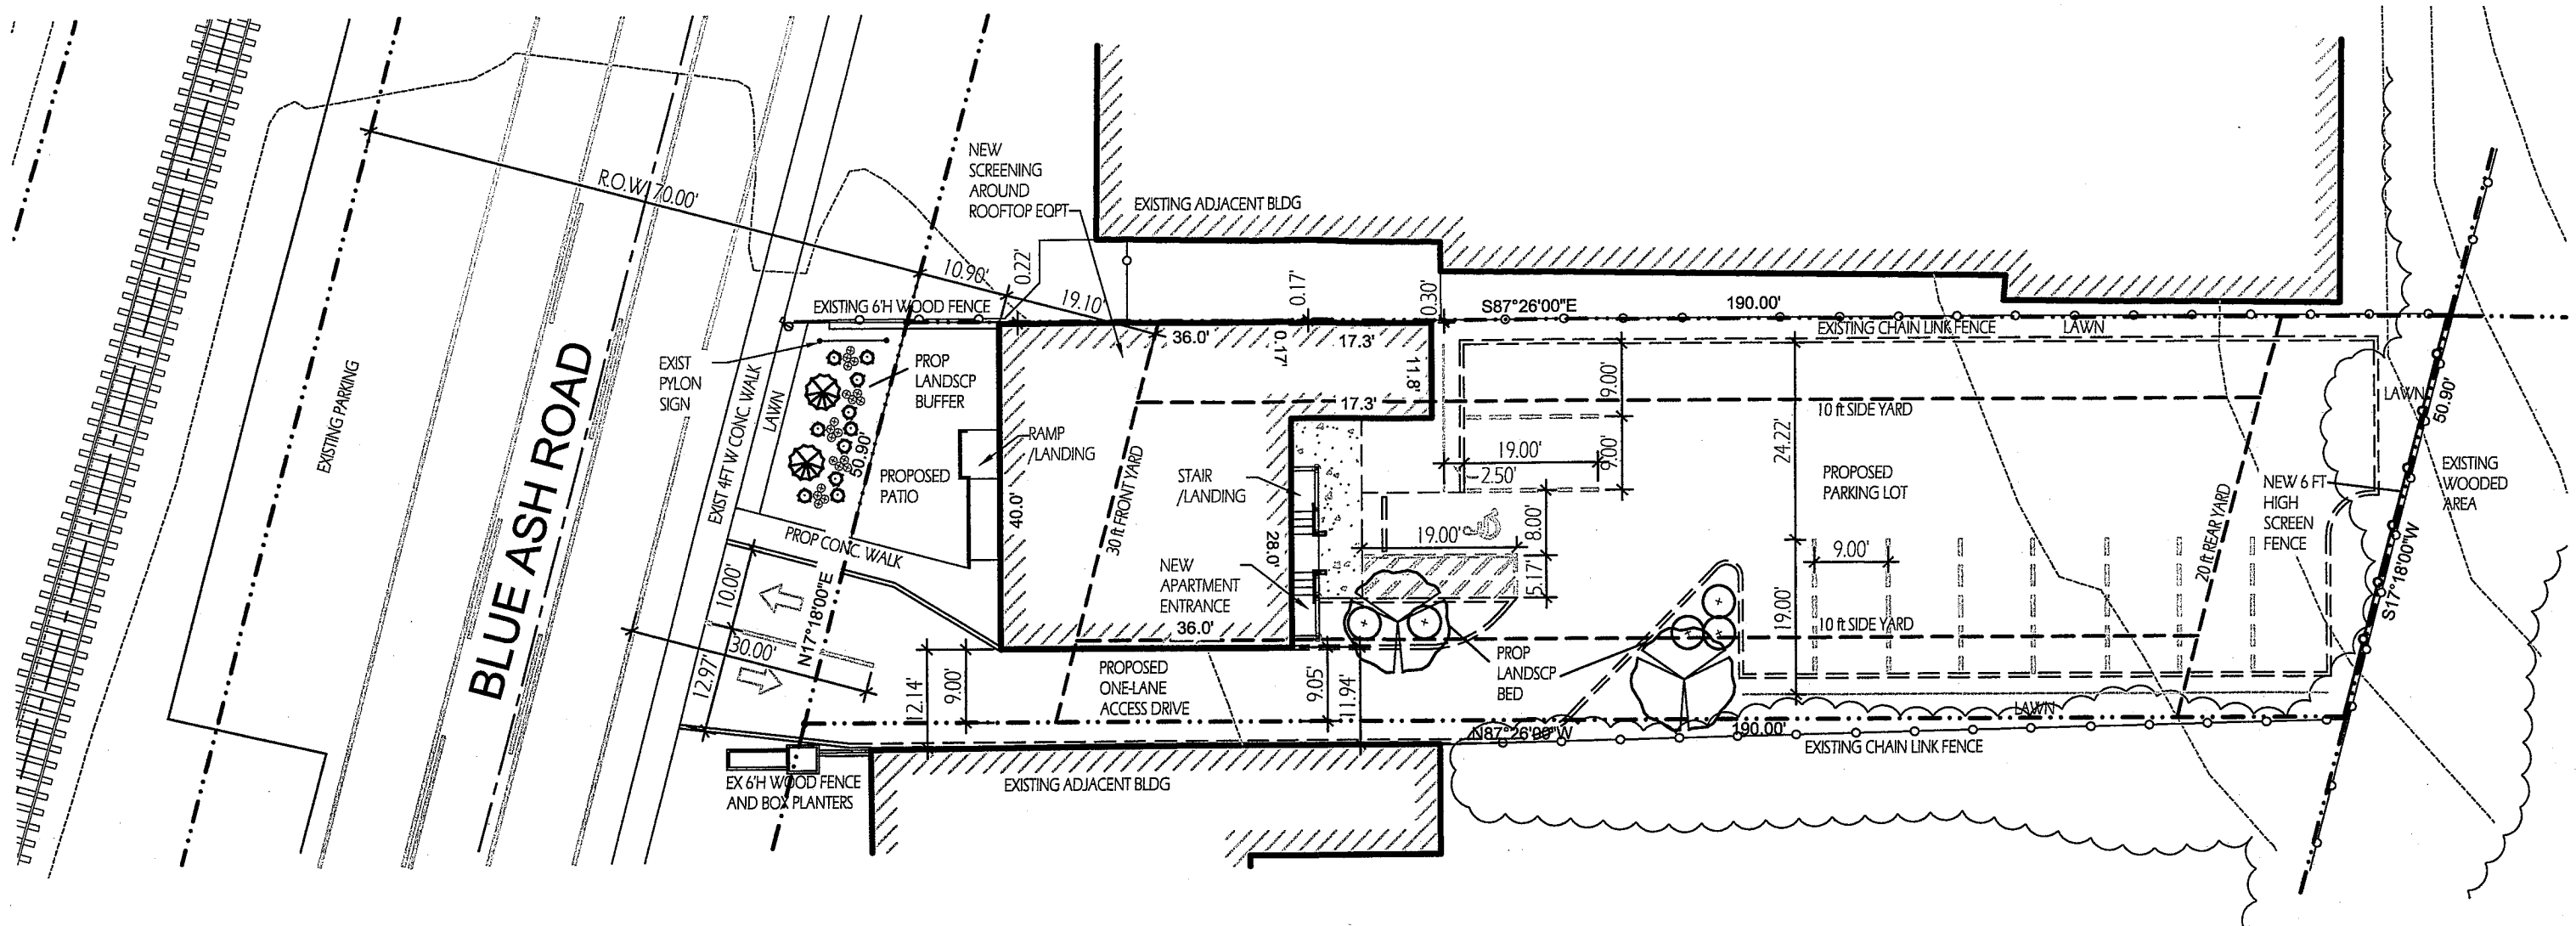 NEW
SCREENING
AROUND
ROOFTOP EQPT
EXISTING ADJACENT BLDG
R.O.W. 70.00'
10.90'
0.22'
19.10'
0.17'
0.30'
EXISTING 6'H WOOD FENCE
S87°26'00"E
190.00'
EXISTING CHAIN LINK FENCE
LAWN
36.0'
0.17'
17.3'
11.8'
17.3'
EXISTING PARKING
BLUE ASH ROAD
EXIST
PYLON
SIGN
EXIST 4FT W CONC. WALK
LAWN
PROP
LANDSCP
BUFFER
50.90'
PROPOSED
PATIO
RAMP
/LANDING
40.0'
30 ft FRONT YARD
STAIR
/LANDING
28.0'
NEW
APARTMENT
ENTRANCE
36.0'
PROP CONC. WALK
N17°18'00"E
10.00'
30.00'
12.97'
12.14'
9.00'
PROPOSED
ONE-LANE
ACCESS DRIVE
9.05'
11.94'
9.00'
9.00'
19.00'
2.50'
19.00'
8.00'
5.17'
10 ft SIDE YARD
24.22'
PROPOSED
PARKING LOT
9.00'
19.00'
10 ft SIDE YARD
20 ft REAR YARD
PROP
LANDSCP
BED
NEW 6 FT
HIGH
SCREEN
FENCE
LAWN
50.90'
EXISTING
WOODED
AREA
S17°18'00"W
LAWN
N87°26'00"W
190.00'
EXISTING CHAIN LINK FENCE
EX 6'H WOOD FENCE
AND BOX PLANTERS
EXISTING ADJACENT BLDG